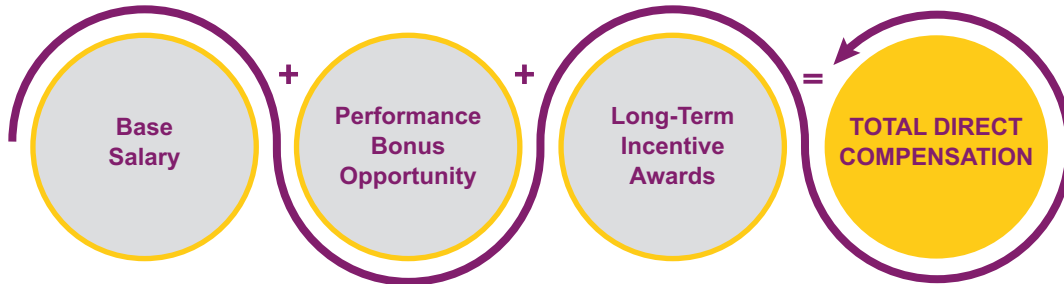 Base
Salary
+
Performance
Bonus
Opportunity
+
Long-Term
Incentive
Awards
=
TOTAL DIRECT
COMPENSATION